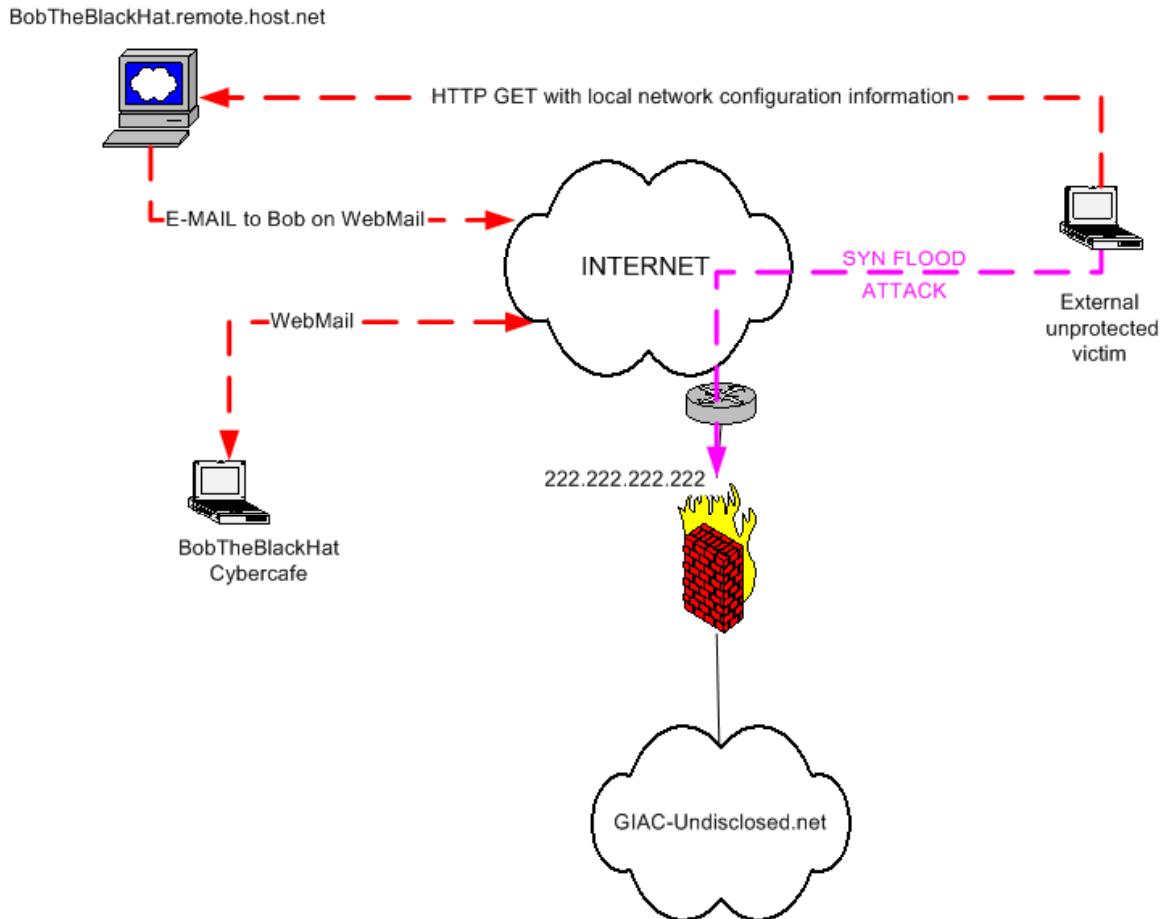 BobTheBlackHat.remote.host.net
HTTP GET with local network configuration information
E-MAIL to Bob on WebMail
INTERNET
SYN FLOOD
ATTACK
External
unprotected
victim
WebMail
222.222.222.222
BobTheBlackHat
Cybercafe
GIAC-Undisclosed.net